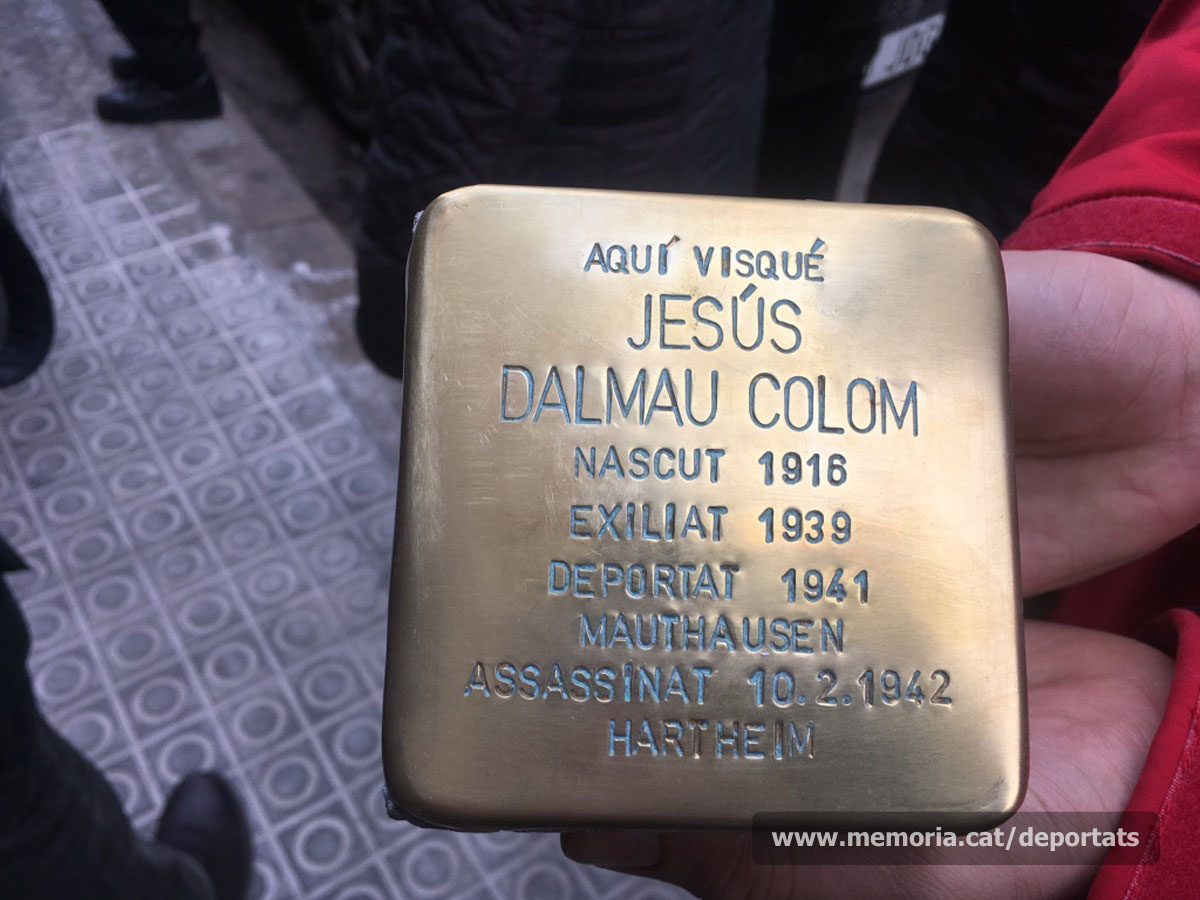 AQUÍ VISQUÉ
JESÚS
DALMAU COLOM
NASCUT 1916
EXILIAT 1939
DEPORTAT 1941
MAUTHAUSEN
ASSASSINAT 10.2.1942
HARTHEIM
www.memoria.cat/deportats